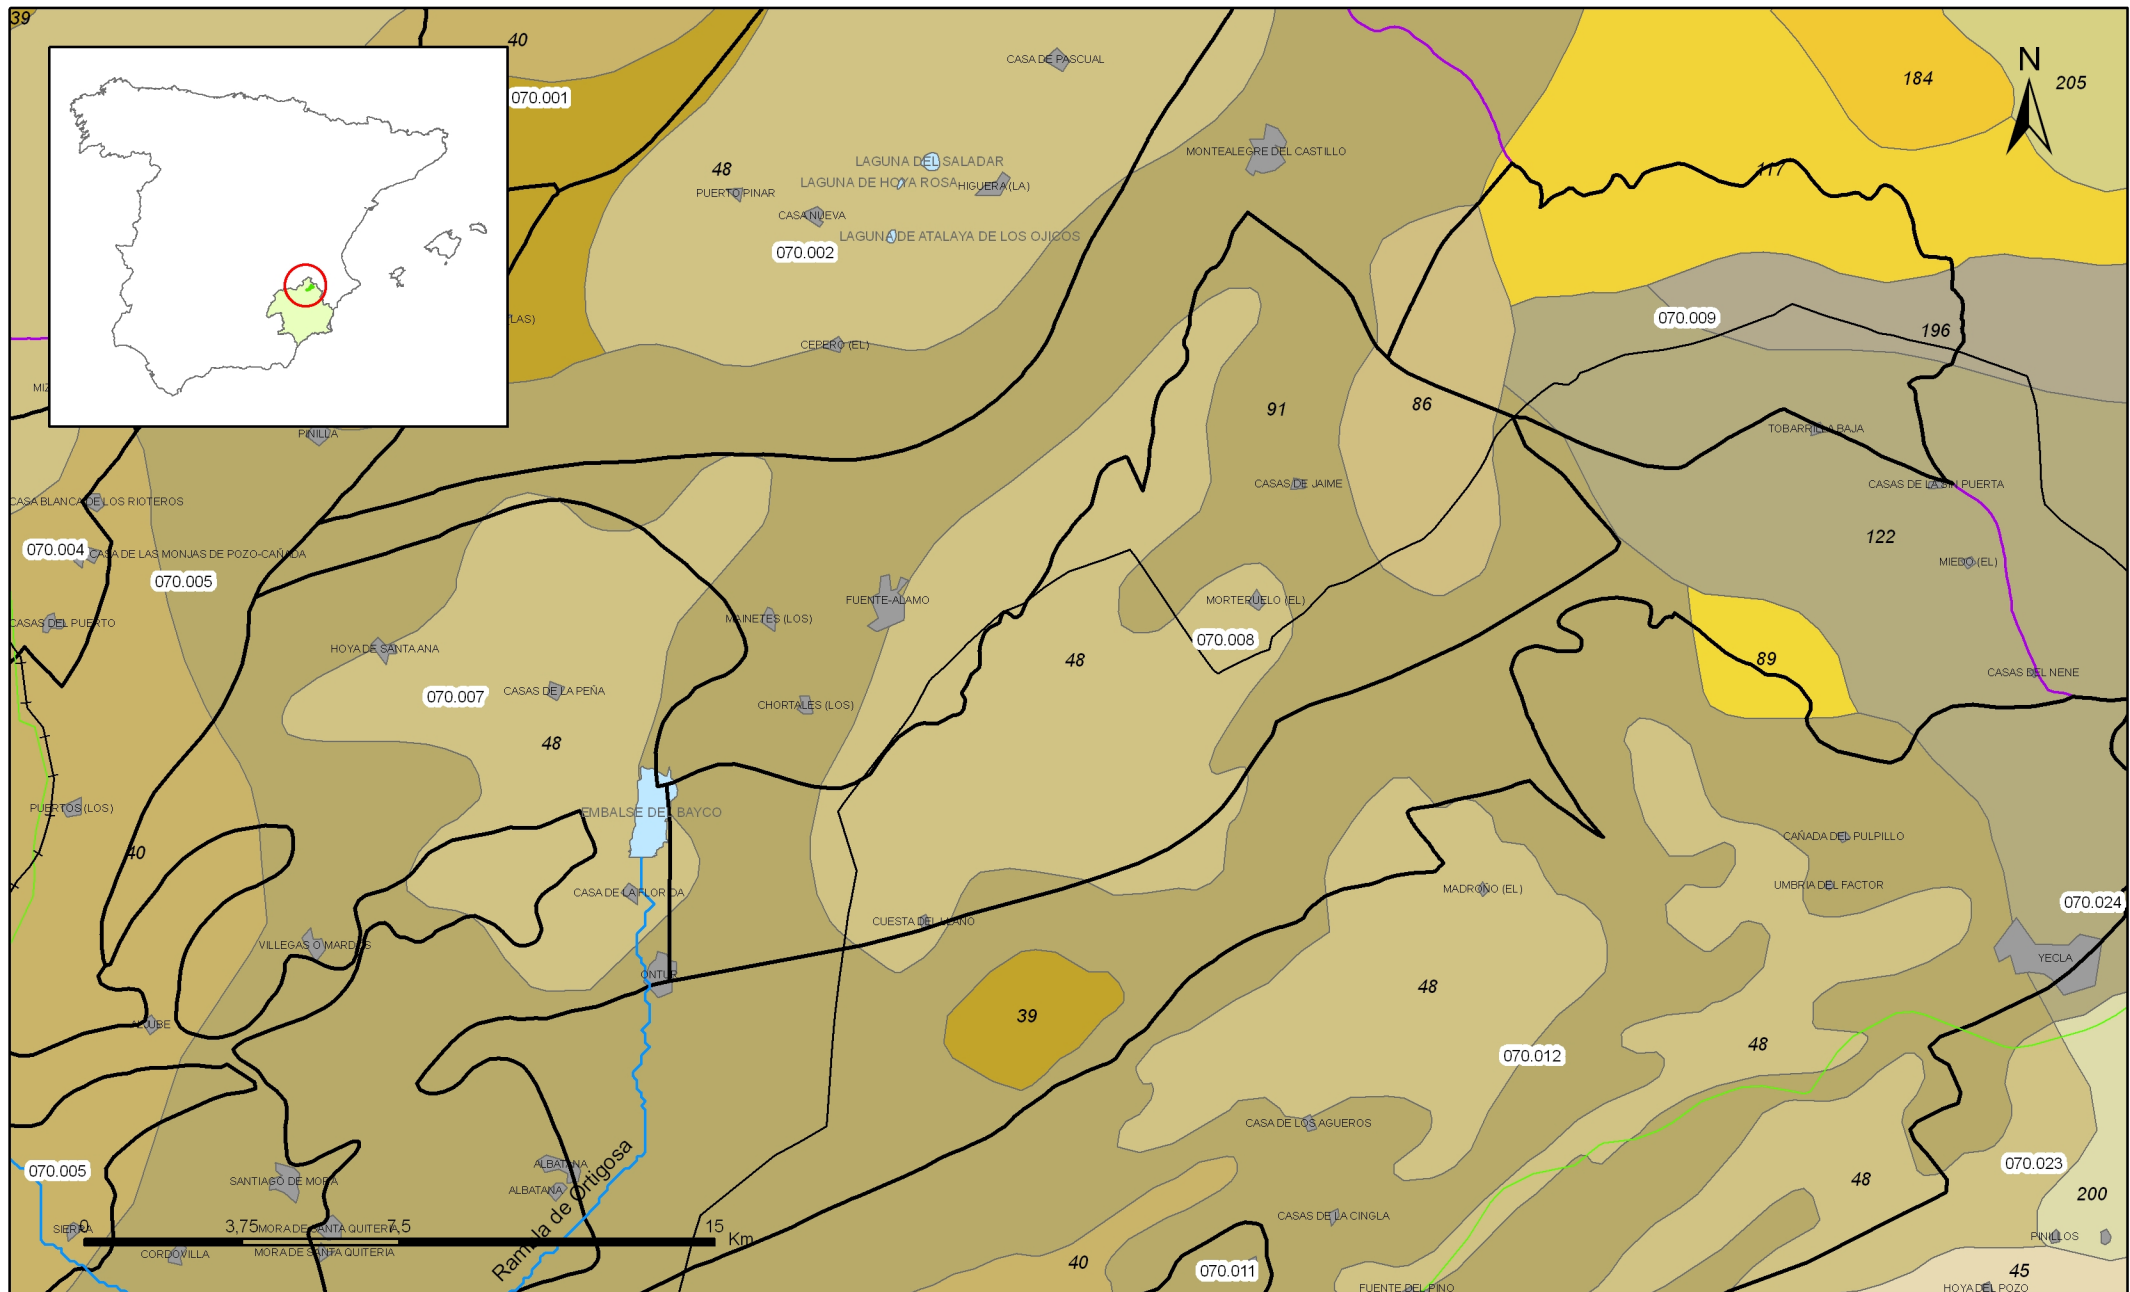 39
40
CASA DE PASCUAL
N
184
205
070.001
48
LAGUNA DEL SALADAR
MONTEALEGRE DEL CASTILLO
117
PUERTO PINAR
LAGUNA DE HOYA ROSA
HIGUERA (LA)
CASA NUEVA
LAGUNA DE ATALAYA DE LOS OJICOS
070.002
LAS)
070.009
196
CEPERO (EL)
MIZ
91
86
PINILLA
TOBARRILLA BAJA
CASAS DE JAIME
CASAS DE LA SIN PUERTA
CASA BLANCA DE LOS RIOTEROS
122
070.004
CASA DE LAS MONJAS DE POZO-CAÑADA
070.005
MIEDO (EL)
FUENTE-ALAMO
MORTERUELO (EL)
CASAS DEL PUERTO
MAINETES (LOS)
070.008
HOYA DE SANTA ANA
48
89
CASAS DEL NENE
070.007
CASAS DE LA PEÑA
CHORTALES (LOS)
48
PUERTOS (LOS)
EMBALSE DEL BAYCO
CAÑADA DEL PULPILLO
40
CASA DE LA FLORIDA
MADROÑO (EL)
UMBRIA DEL FACTOR
070.024
CUESTA DEL LLANO
VILLEGAS O MARDOS
YECLA
ONTUR
48
39
ALJUBE
48
070.012
CASA DE LOS AGUEROS
070.005
ALBATANA
070.023
SANTIAGO DE MORA
ALBATANA
48
200
Rambla de Ortigosa
CASAS DE LA CINGLA
SIERRA
0
3,75
MORA DE SANTA QUITERIA
7,5
15
Km
PINILLOS
CORDOVILLA
MORA DE SANTA QUITERIA
40
070.011
45
FUENTE DEL PINO
HOYA DEL POZO